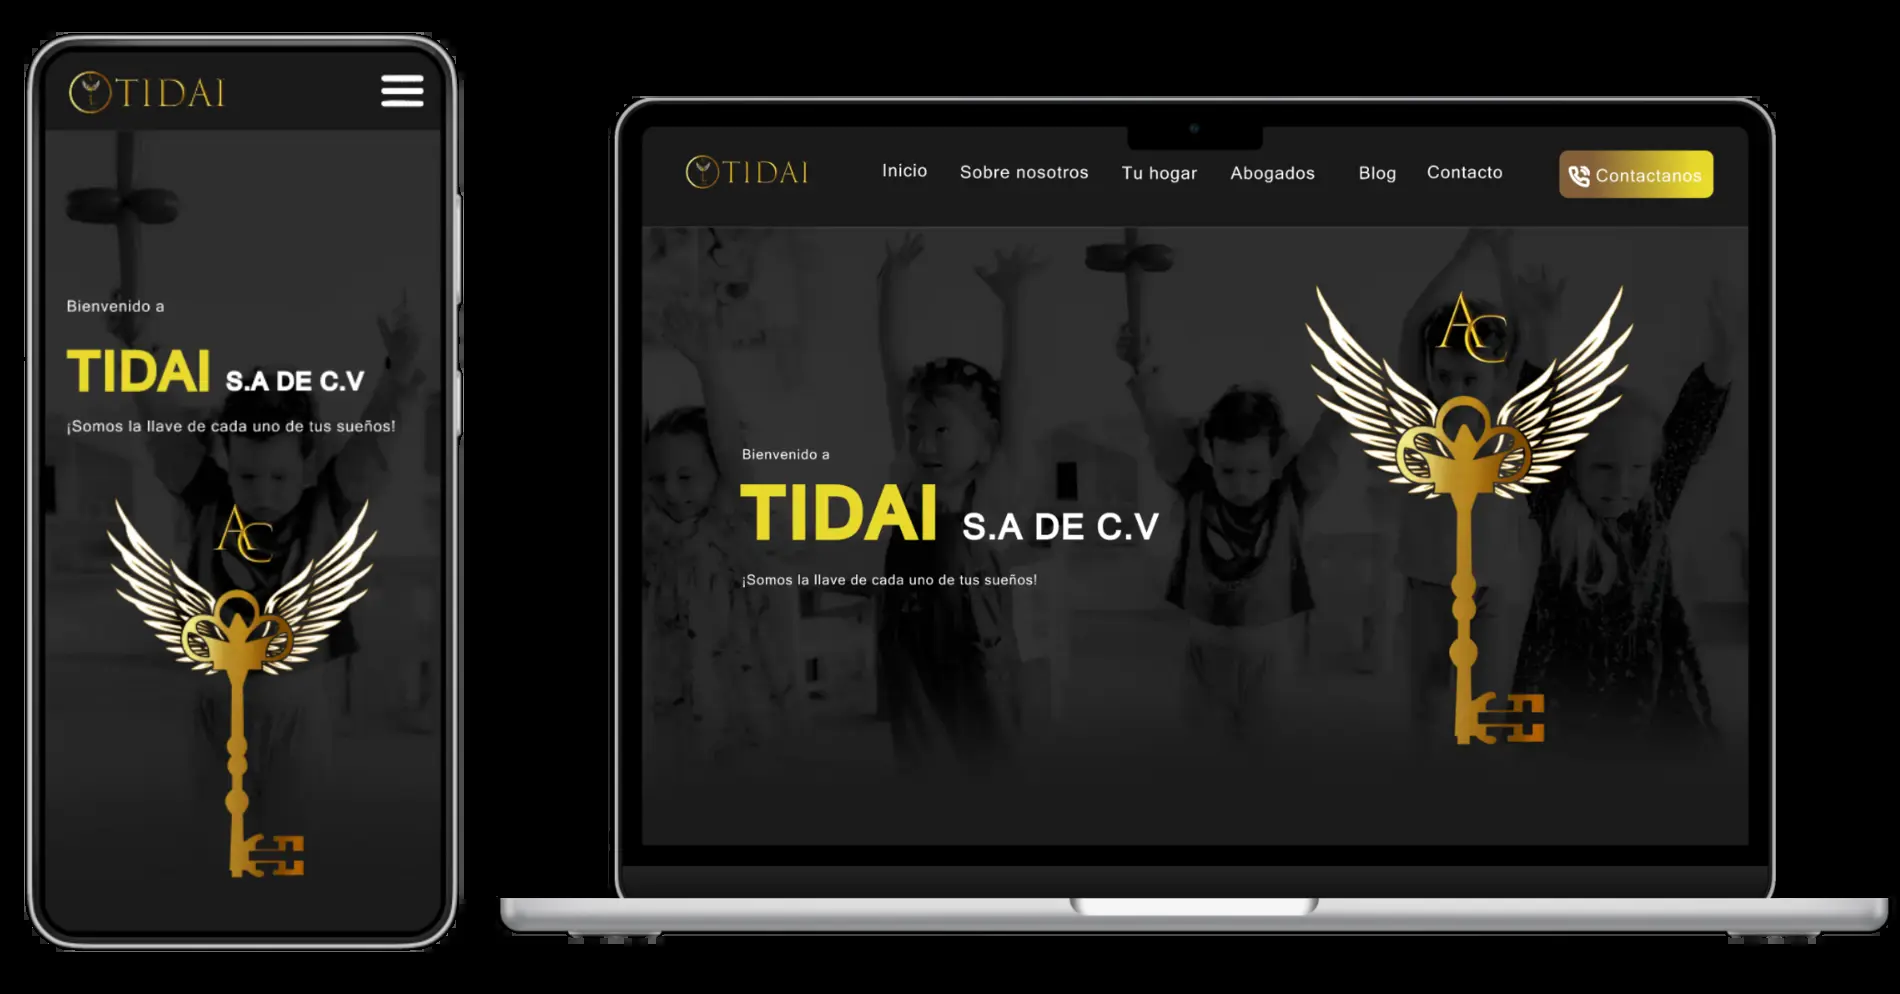 TIDAI
Bienvenido a
TIDAI S.A DE C.V
¡Somos la llave de cada uno de tus sueños!
AC
TIDAI
Inicio
Sobre nosotros
Tu hogar
Abogados
Blog
Contacto
Contactanos
AC
Bienvenido a
TIDAI S.A DE C.V
¡Somos la llave de cada uno de tus sueños!